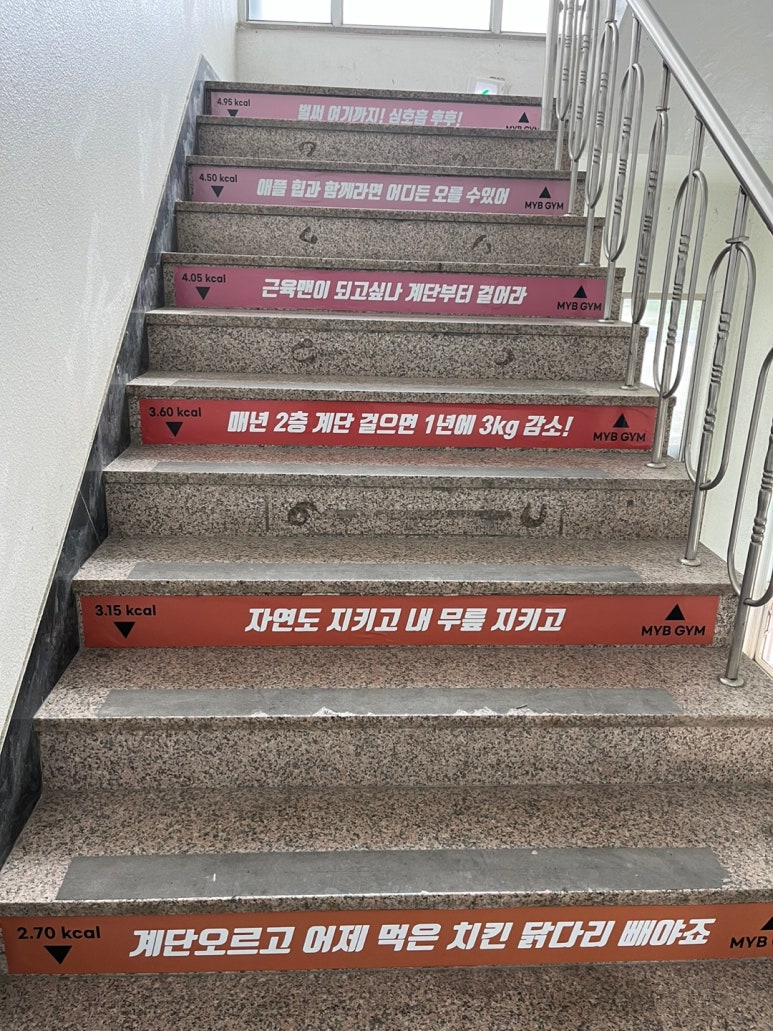 4.95 kcal
벌써 여기까지! 심호흡 후후!
MYB GYM
4.50 kcal
애플 힙과 함께라면 어디든 오를 수있어
MYB GYM
4.05 kcal
근육맨이 되고싶나 계단부터 걸어라
MYB GYM
3.60 kcal
매년 2층 계단 걸으면 1년에 3kg 감소!
MYB GYM
3.15 kcal
자연도 지키고 내 무릎 지키고
MYB GYM
2.70 kcal
계단오르고 어제 먹은 치킨 닭다리 빼야죠
MYB